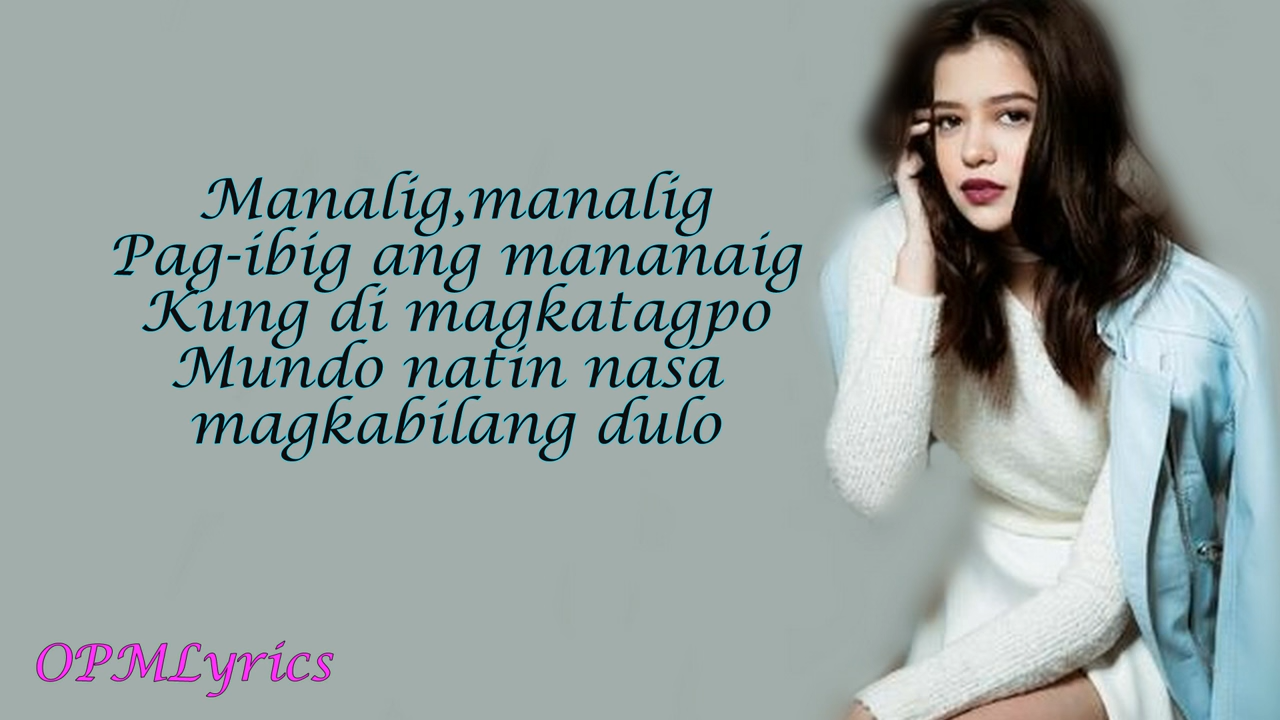 Manalig,manalig
Pag-ibig ang mananaig
Kung di magkatagpo
Mundo natin nasa
magkabilang dulo
OPMLyrics